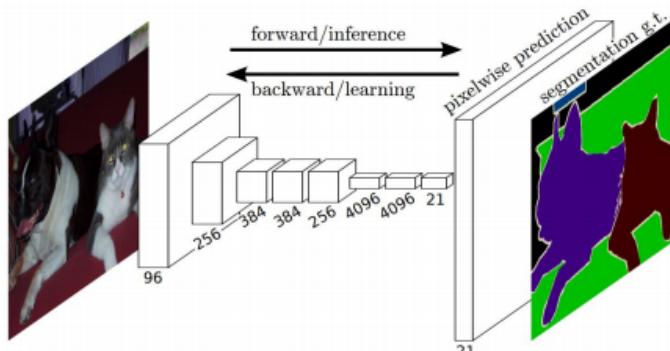 forward/inference
backward/learning
pixelwise prediction
segmentation g.t.
96
256
384
384
256
4096
4096
21
21